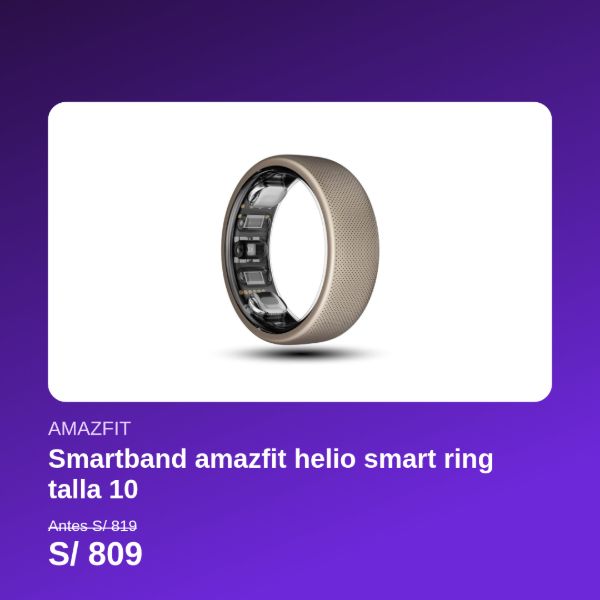 AMAZFIT
Smartband amazfit helio smart ring
talla 10
Antes S/ 819
S/ 809